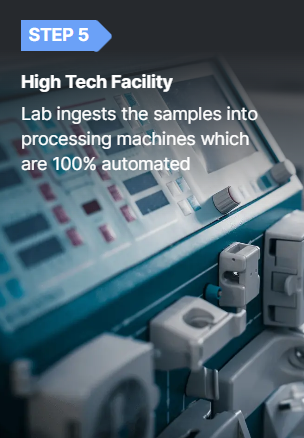 STEP 5
High Tech Facility
Lab ingests the samples into
processing machines which
are 100% automated